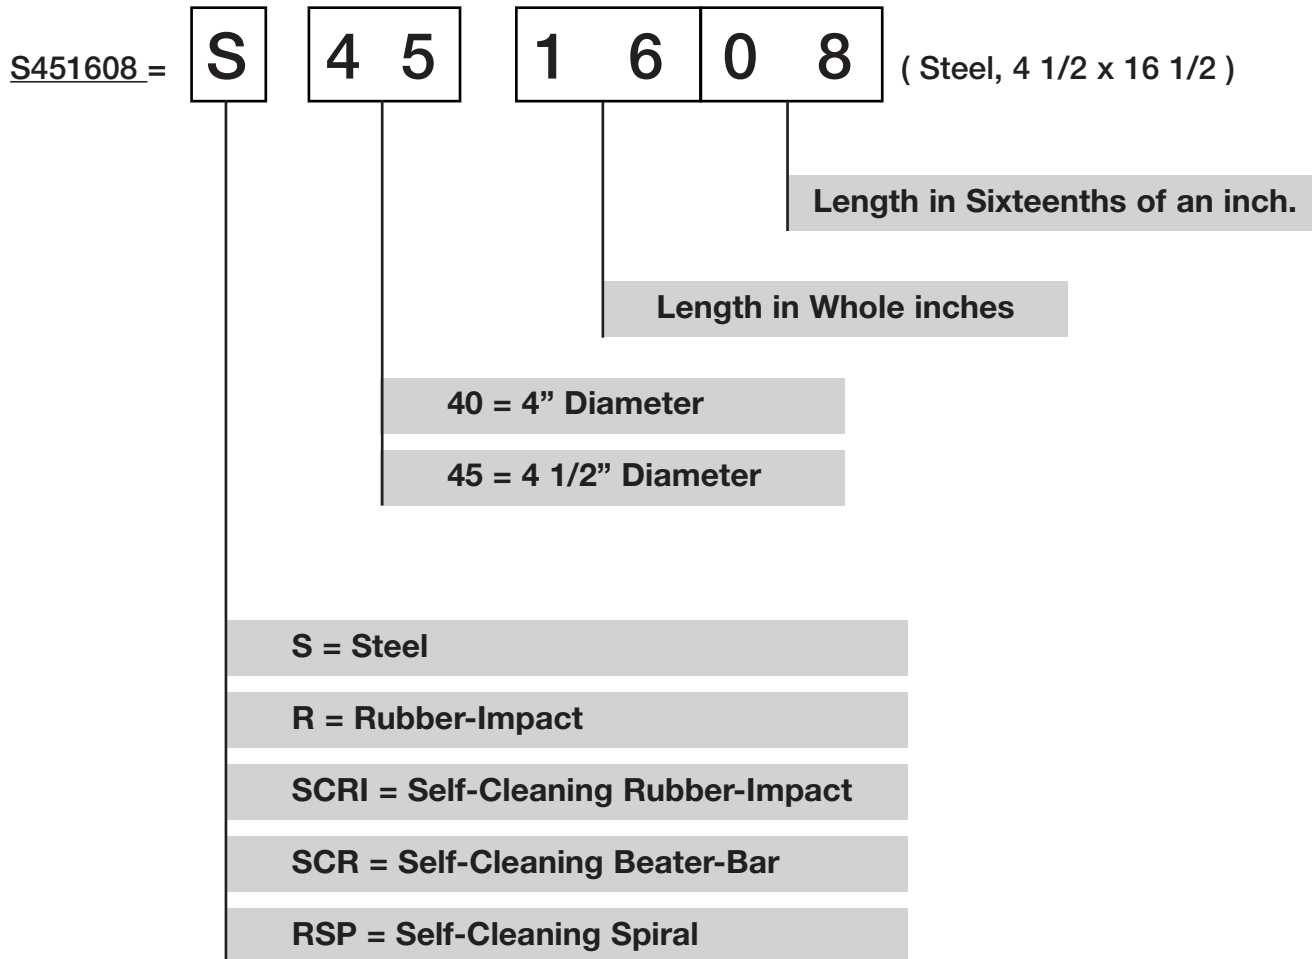 S451608 = S 4 5 1 6 0 8 ( Steel, 4 1/2 x 16 1/2 )
Length in Sixteenths of an inch.
Length in Whole inches
40 = 4” Diameter
45 = 4 1/2” Diameter
S = Steel
R = Rubber-Impact
SCRI = Self-Cleaning Rubber-Impact
SCR = Self-Cleaning Beater-Bar
RSP = Self-Cleaning Spiral